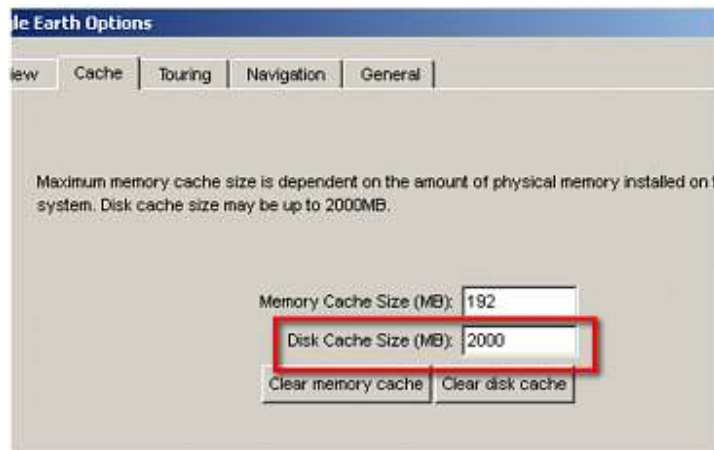 le Earth Options
iew Cache Touring Navigation General
Maximum memory cache size is dependent on the amount of physical memory installed on
system. Disk cache size may be up to 2000MB.
Memory Cache Size (MB): 192
Disk Cache Size (MB): 2000
Clear memory cache Clear disk cache